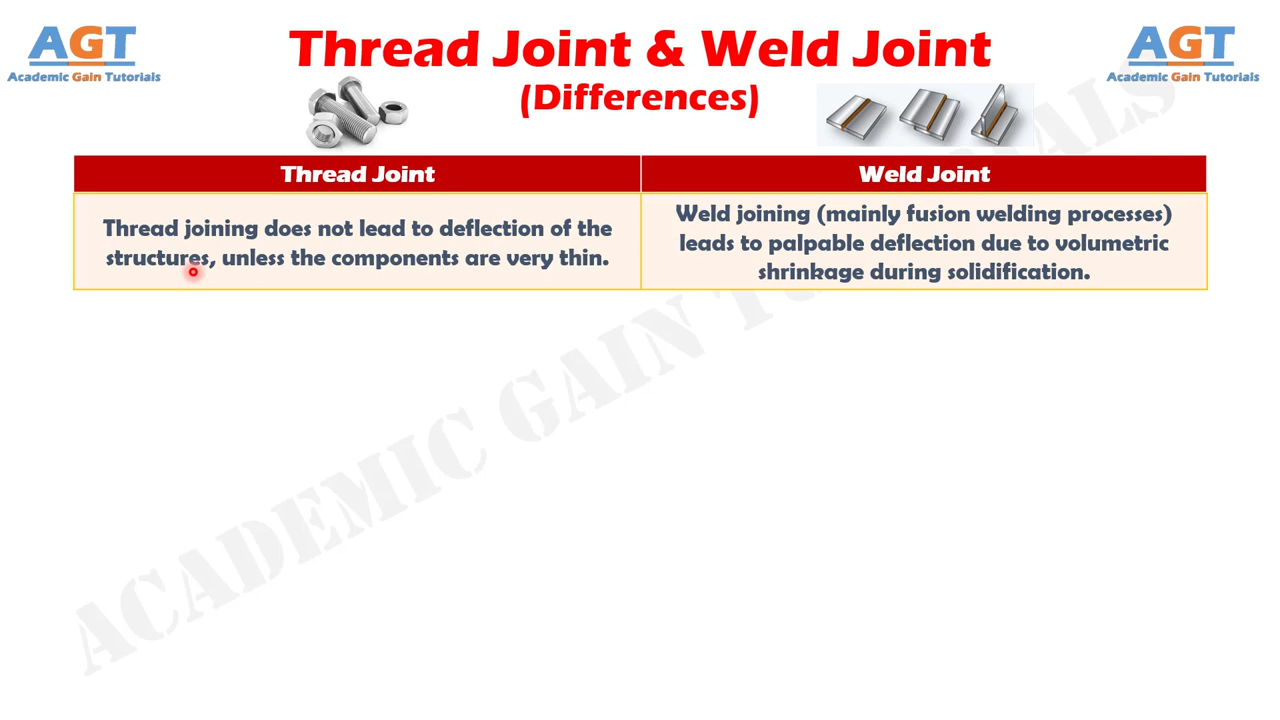 AGT
Academic Gain Tutorials
Thread Joint & Weld Joint
(Differences)
AGT
Academic Gain Tutorials
Thread Joint
Weld Joint
Thread joining does not lead to deflection of the
structures, unless the components are very thin.
Weld joining (mainly fusion welding processes)
leads to palpable deflection due to volumetric
shrinkage during solidification.
ACADEMIC GAIN TUTORIALS